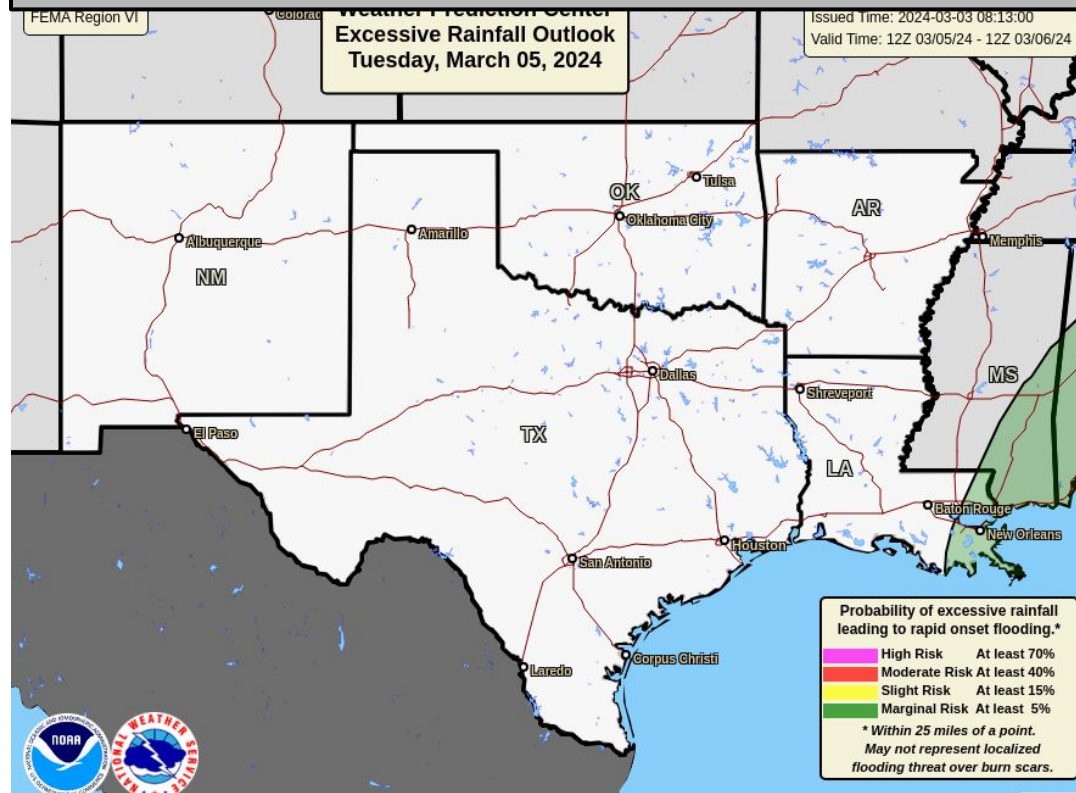 FEMA Region VI
Weather Prediction Center
Excessive Rainfall Outlook
Tuesday, March 05, 2024
Issued Time: 2024-03-03 08:13:00
Valid Time: 12Z 03/05/24 - 12Z 03/06/24
Tulsa
OK
Oklahoma City
AR
Albuquerque
Amarillo
Memphis
NM
Dallas
MS
Shreveport
El Paso
TX
LA
Baton Rouge
New Orleans
Houston
San Antonio
Corpus Christi
Laredo
Probability of excessive rainfall
leading to rapid onset flooding.*
High Risk At least 70%
Moderate Risk At least 40%
Slight Risk At least 15%
Marginal Risk At least 5%
* Within 25 miles of a point.
May not represent localized
flooding threat over burn scars.
NOAA
NATIONAL WEATHER SERVICE